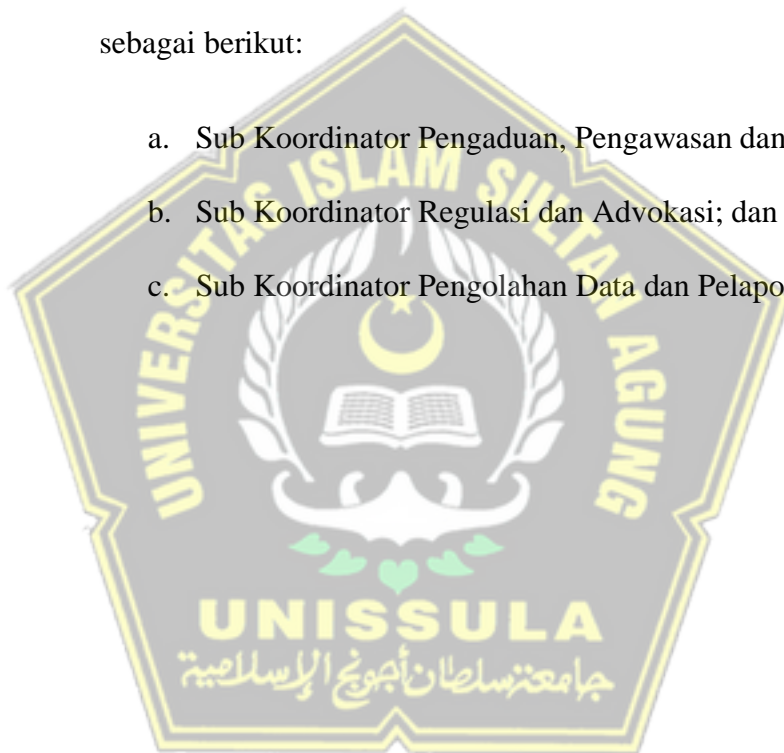 sebagai berikut:
a. Sub Koordinator Pengaduan, Pengawasan dan
b. Sub Koordinator Regulasi dan Advokasi; dan
c. Sub Koordinator Pengolahan Data dan Pelapo
UNIVERSITAS ISLAM SULTAN AGUNG
UNISSULA
جامعة سلطان أجونج الإسلامية